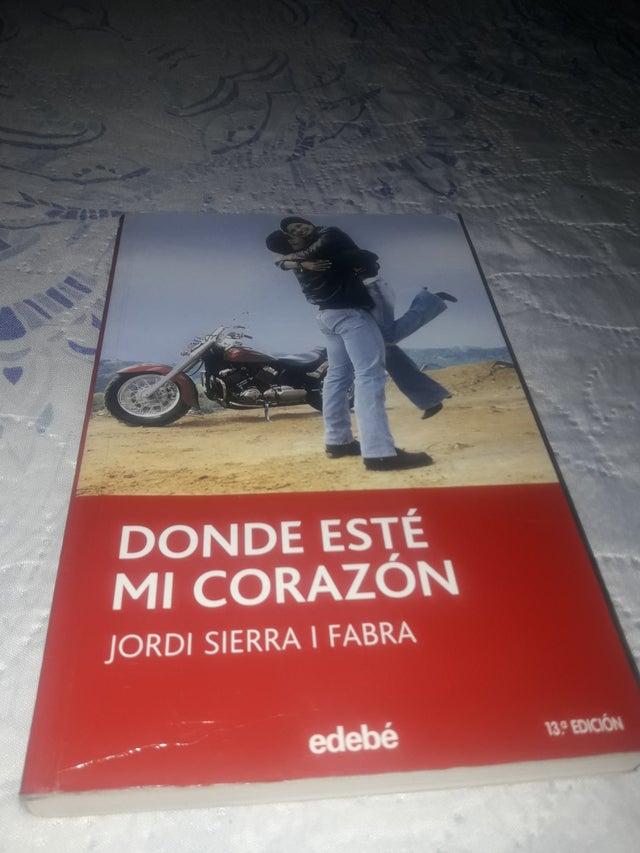 DONDE ESTÉ
MI CORAZÓN
JORDI SIERRA I FABRA
edebé
13.ª EDICIÓN